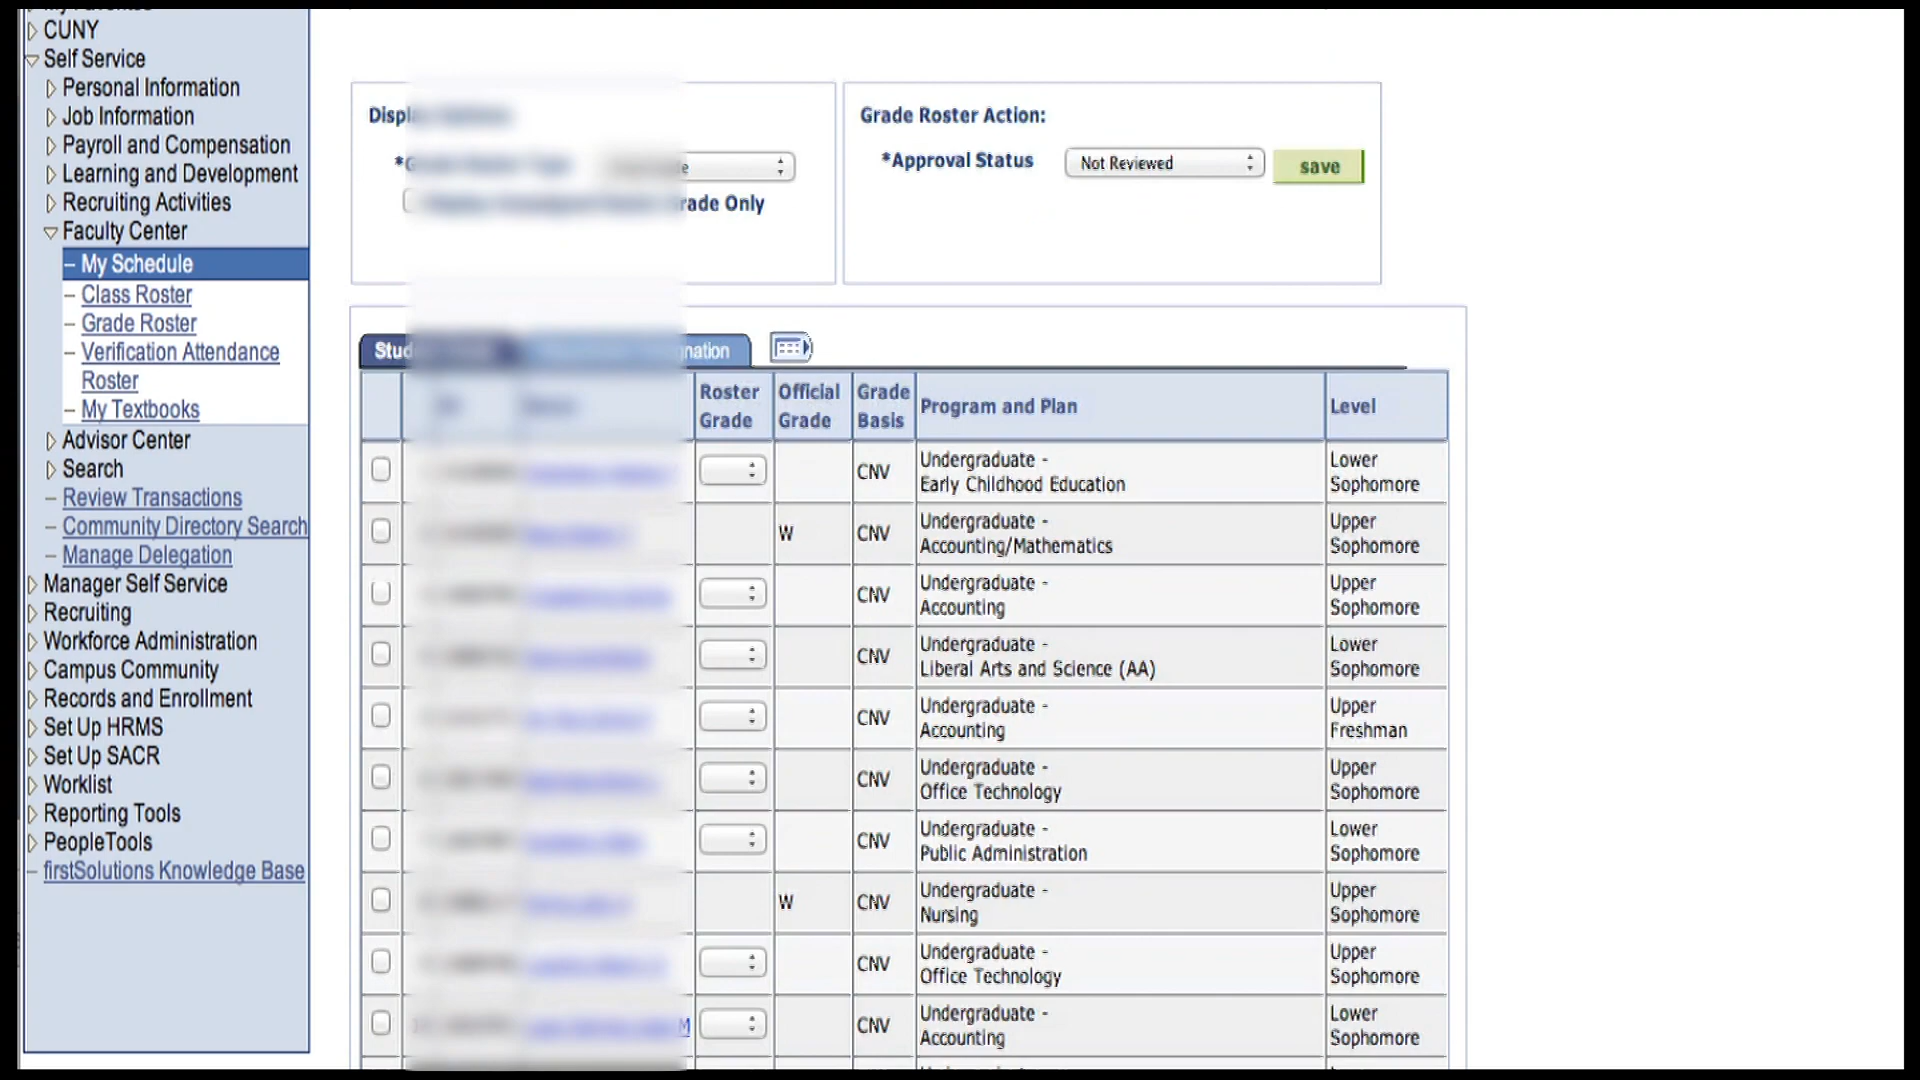 CUNY
Self Service
Personal Information
Job Information
Payroll and Compensation
Learning and Development
Recruiting Activities
Faculty Center
My Schedule
Class Roster
Grade Roster
Verification Attendance
Roster
My Textbooks
Advisor Center
Search
Review Transactions
Community Directory Search
Manage Delegation
Manager Self Service
Recruiting
Workforce Administration
Campus Community
Records and Enrollment
Set Up HRMS
Set Up SACR
Worklist
Reporting Tools
PeopleTools
firstSolutions Knowledge Base
Grade Only
Grade Roster Action:
*Approval Status Not Reviewed save
Roster Grade Official Grade Grade Basis Program and Plan Level
CNV Undergraduate - Lower
Early Childhood Education Sophomore
W CNV Undergraduate - Upper
Accounting/Mathematics Sophomore
CNV Undergraduate - Upper
Accounting Sophomore
CNV Undergraduate - Lower
Liberal Arts and Science (AA) Sophomore
CNV Undergraduate - Upper
Accounting Freshman
CNV Undergraduate - Upper
Office Technology Sophomore
CNV Undergraduate - Lower
Public Administration Sophomore
W CNV Undergraduate - Upper
Nursing Sophomore
CNV Undergraduate - Upper
Office Technology Sophomore
M CNV Undergraduate - Lower
Accounting Sophomore